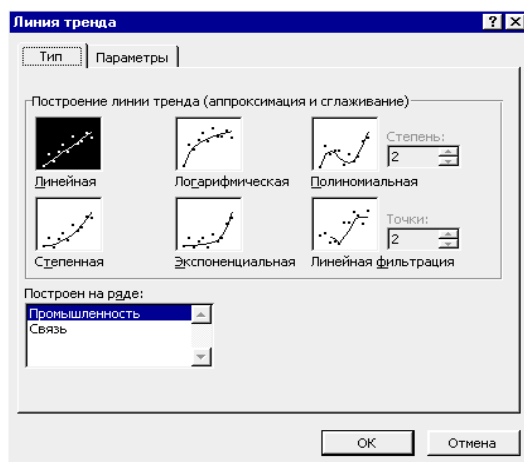 Линия тренда
Тип Параметры
Построение линии тренда (аппроксимация и сглаживание)
Степень:
2
Линейная Логарифмическая Полиномиальная
Точки:
2
Степенная Экспоненциальная Линейная фильтрация
Построен на ряде:
Промышленность
Связь
ОК Отмена